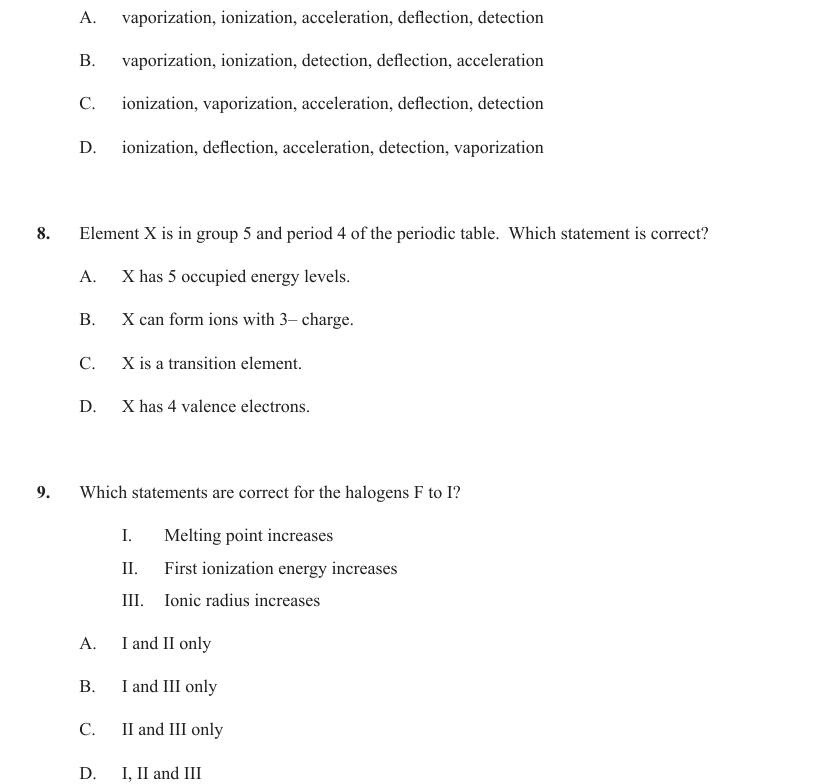 A. vaporization, ionization, acceleration, deflection, detection
B. vaporization, ionization, detection, deflection, acceleration
C. ionization, vaporization, acceleration, deflection, detection
D. ionization, deflection, acceleration, detection, vaporization
8. Element X is in group 5 and period 4 of the periodic table. Which statement is correct?
A. X has 5 occupied energy levels.
B. X can form ions with 3– charge.
C. X is a transition element.
D. X has 4 valence electrons.
9. Which statements are correct for the halogens F to I?
I. Melting point increases
II. First ionization energy increases
III. Ionic radius increases
A. I and II only
B. I and III only
C. II and III only
D. I, II and III